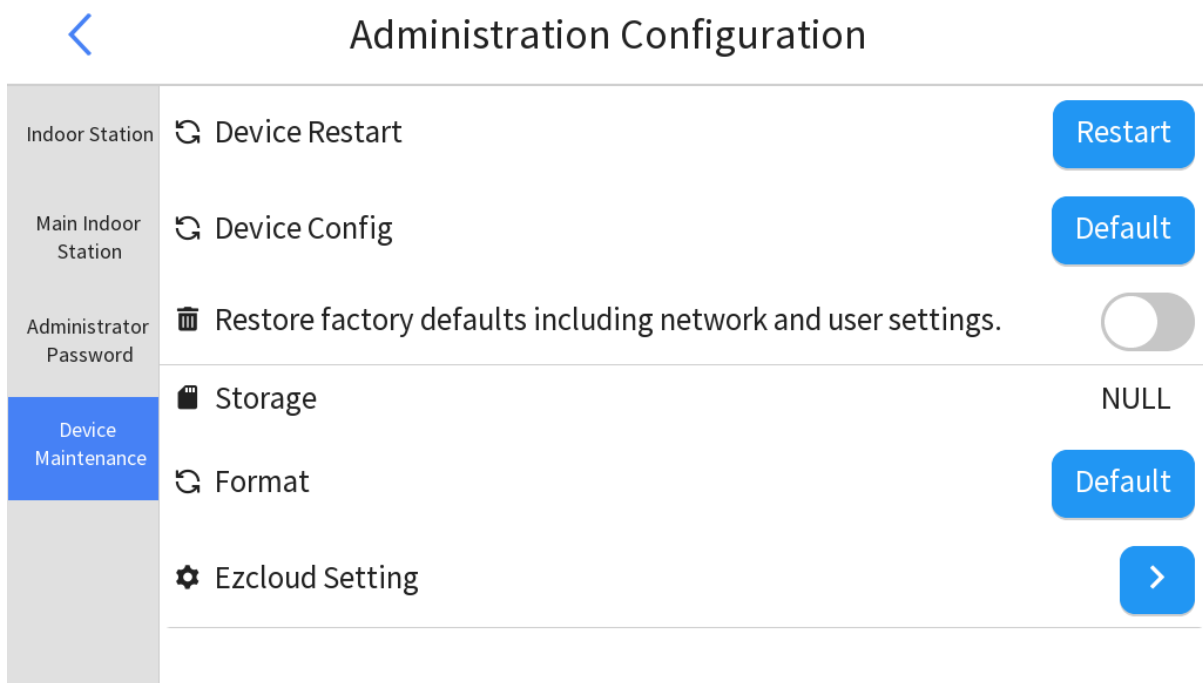 Administration Configuration
Indoor Station
Device Restart
Restart
Main Indoor
Station
Device Config
Default
Administrator
Password
Restore factory defaults including network and user settings.
Storage
NULL
Device
Maintenance
Format
Default
Ezcloud Setting